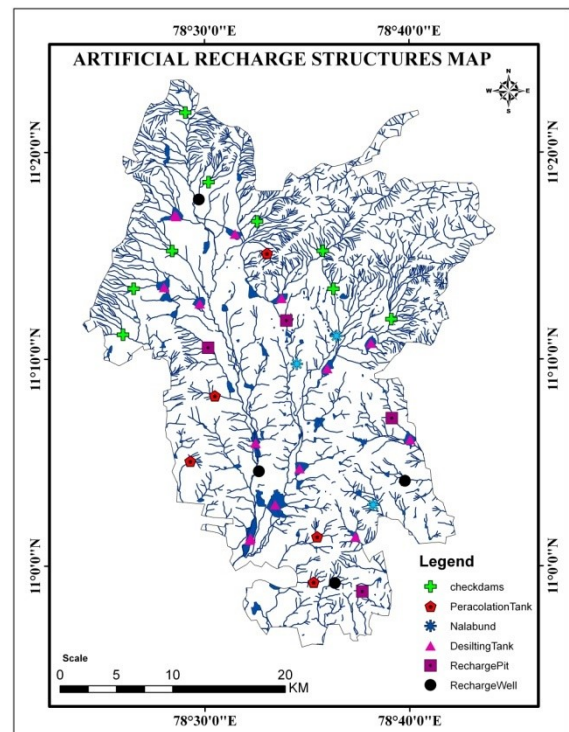 78°30'0"E 78°40'0"E
ARTIFICIAL RECHARGE STRUCTURES MAP
N
W E
S
11°20'0"N 11°20'0"N
11°10'0"N 11°10'0"N
11°0'0"N 11°0'0"N
Legend
checkdams
PeracolationTank
Nalabund
DesiltingTank
RechargePit
RechargeWell
Scale
0 5 10 20
KM
78°30'0"E 78°40'0"E